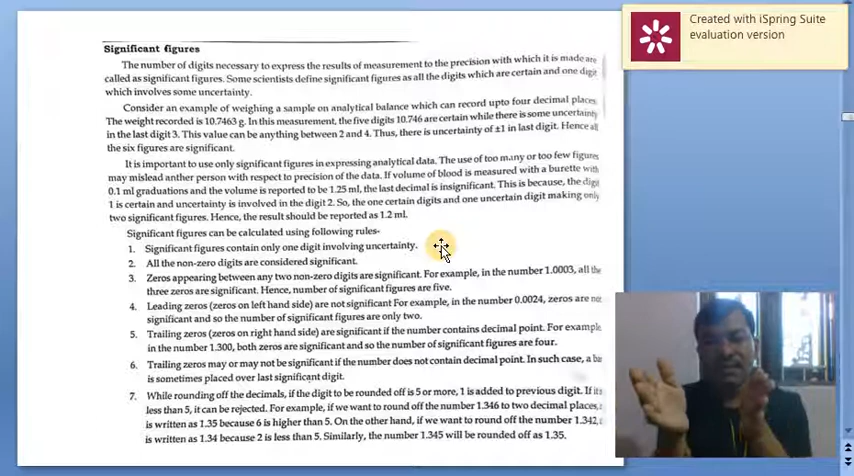 Created with iSpring Suite
evaluation version
Significant figures
The number of digits necessary to express the results of measurement to the precision with which it is made are
called as significant figures. Some scientists define significant figures as all the digits which are certain and one digit
which involves some uncertainty.
Consider an example of weighing a sample on analytical balance which can record upto four decimal places.
The weight recorded is 10.7463 g. In this measurement, the five digits 10.746 are certain while there is some uncertainty
in the last digit 3. This value can be anything between 2 and 4. Thus, there is uncertainty of ±1 in last digit. Hence all
the six figures are significant.
It is important to use only significant figures in expressing analytical data. The use of too many or too few figures
may mislead anther person with respect to precision of the data. If volume of blood is measured with a burette with
0.1 ml graduations and the volume is reported to be 1.25 ml, the last decimal is insignificant. This is because, the digit
1 is certain and uncertainty is involved in the digit 2. So, the one certain digits and one uncertain digit making only
two significant figures. Hence, the result should be reported as 1.2 ml.
Significant figures can be calculated using following rules-
1. Significant figures contain only one digit involving uncertainty.
2. All the non-zero digits are considered significant.
3. Zeros appearing between any two non-zero digits are significant. For example, in the number 1.0003, all the
three zeros are significant. Hence, number of significant figures are five.
4. Leading zeros (zeros on left hand side) are not significant For example, in the number 0.0024, zeros are not
significant and so the number of significant figures are only two.
5. Trailing zeros (zeros on right hand side) are significant if the number contains decimal point. For example
in the number 1.300, both zeros are significant and so the number of significant figures are four.
6. Trailing zeros may or may not be significant if the number does not contain decimal point. In such case, a
is sometimes placed over last significant digit.
7. While rounding off the decimals, if the digit to be rounded off is 5 or more, 1 is added to previous digit. If its
less than 5, it can be rejected. For example, if we want to round off the number 1.346 to two decimal places,
is written as 1.35 because 6 is higher than 5. On the other hand, if we want to round off the number 1.342,
is written as 1.34 because 2 is less than 5. Similarly, the number 1.345 will be rounded off as 1.35.